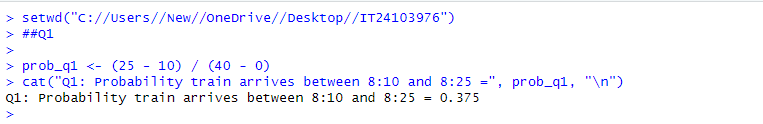 > setwd("C://Users//New//OneDrive//Desktop//IT24103976")
> ##Q1
>
> prob_q1 <- (25 - 10) / (40 - 0)
> cat("Q1: Probability train arrives between 8:10 and 8:25 =", prob_q1, "\n")
Q1: Probability train arrives between 8:10 and 8:25 = 0.375
>